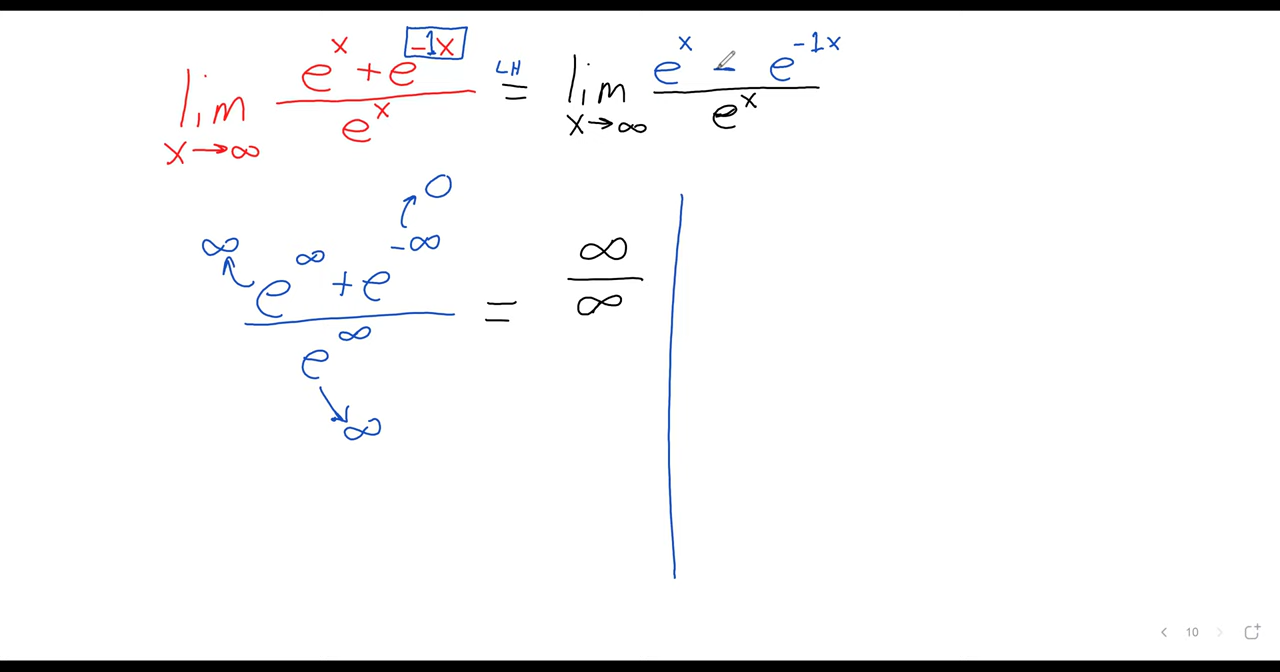 lim x→∞ (e^x + e^(-1x))/(e^x) =^(LH) lim x→∞ (e^x - e^(-1x))/(e^x)
∞ 0
(e^∞ + e^(-∞))/(e^∞) = ∞/∞
∞
< 10 >